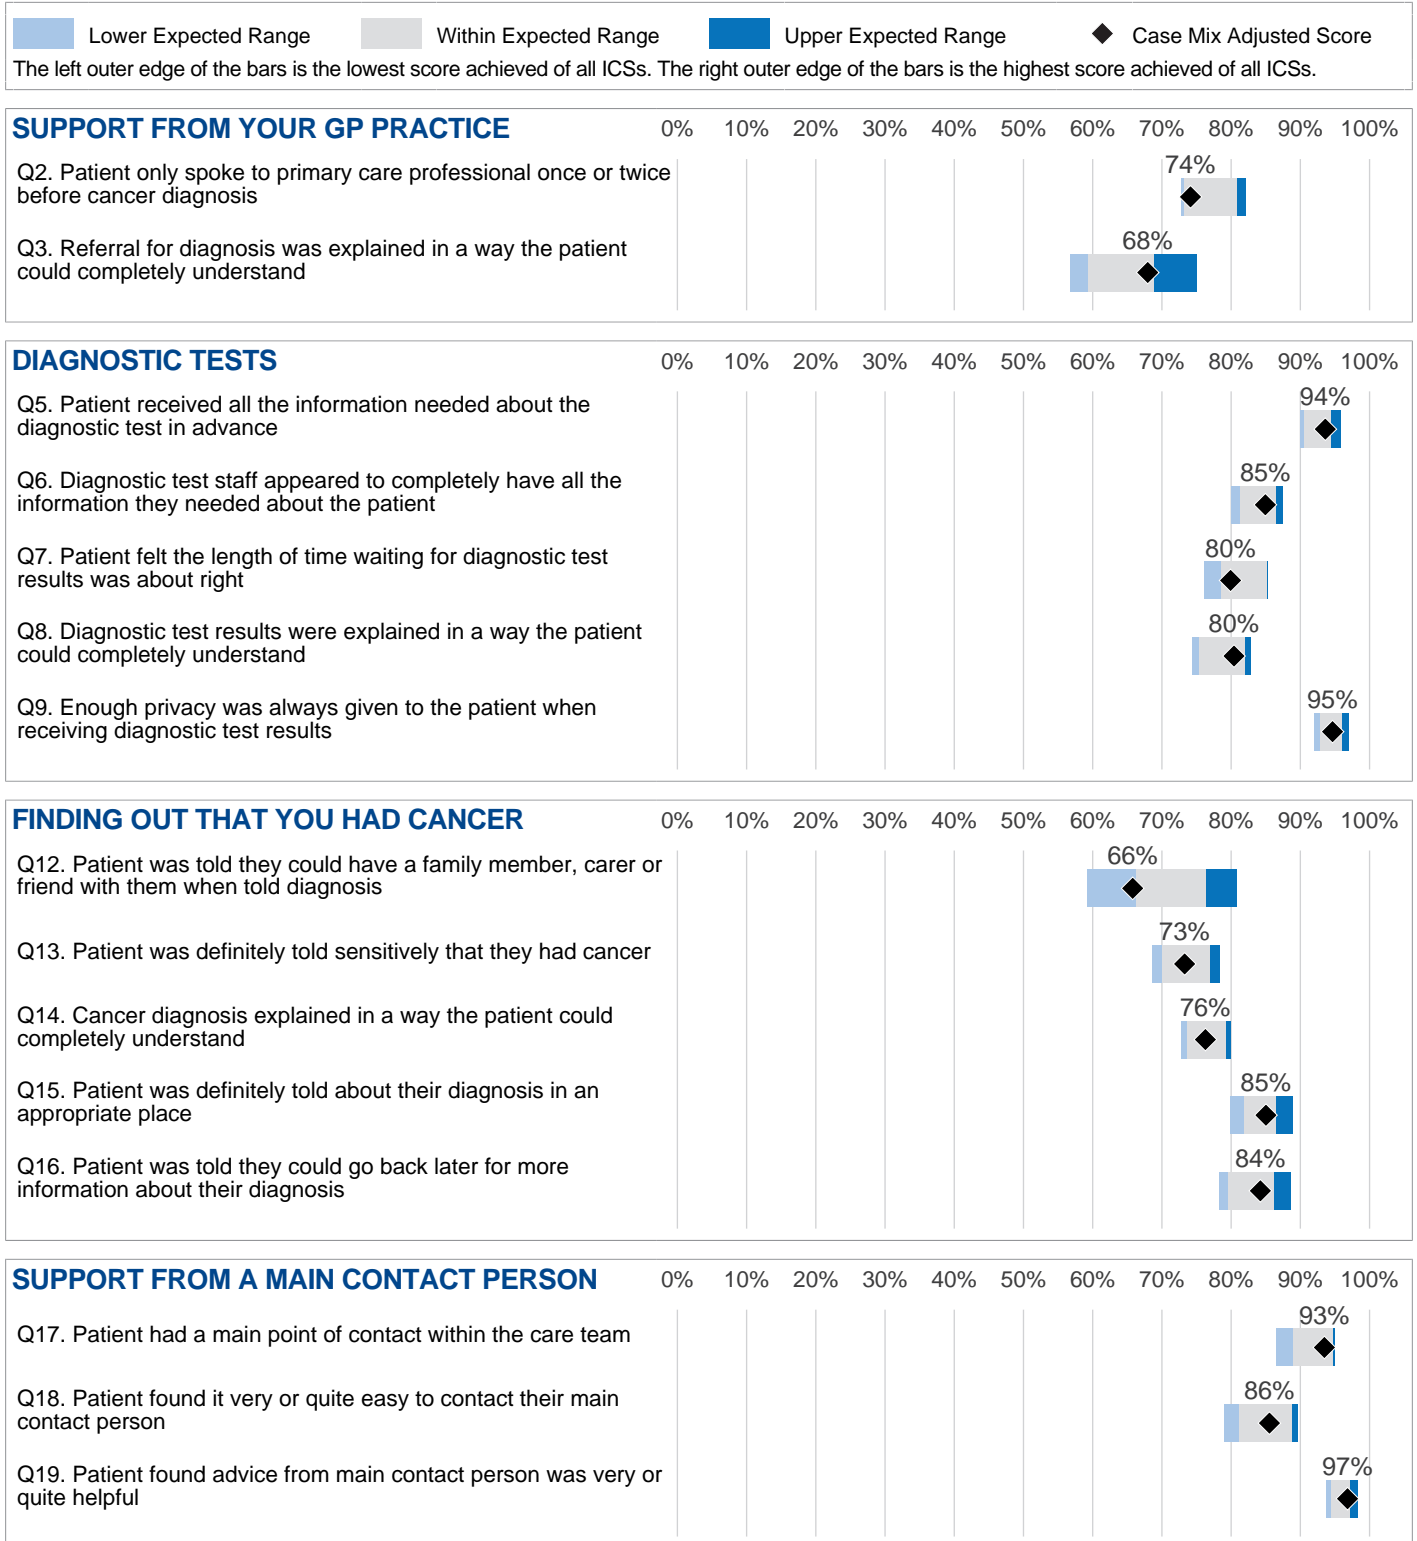 Lower Expected Range Within Expected Range Upper Expected Range Case Mix Adjusted Score
The left outer edge of the bars is the lowest score achieved of all ICSs. The right outer edge of the bars is the highest score achieved of all ICSs.
SUPPORT FROM YOUR GP PRACTICE 0% 10% 20% 30% 40% 50% 60% 70% 80% 90% 100%
Q2. Patient only spoke to primary care professional once or twice
before cancer diagnosis
74%
Q3. Referral for diagnosis was explained in a way the patient
could completely understand
68%
DIAGNOSTIC TESTS 0% 10% 20% 30% 40% 50% 60% 70% 80% 90% 100%
Q5. Patient received all the information needed about the
diagnostic test in advance
94%
Q6. Diagnostic test staff appeared to completely have all the
information they needed about the patient
85%
Q7. Patient felt the length of time waiting for diagnostic test
results was about right
80%
Q8. Diagnostic test results were explained in a way the patient
could completely understand
80%
Q9. Enough privacy was always given to the patient when
receiving diagnostic test results
95%
FINDING OUT THAT YOU HAD CANCER 0% 10% 20% 30% 40% 50% 60% 70% 80% 90% 100%
Q12. Patient was told they could have a family member, carer or
friend with them when told diagnosis
66%
Q13. Patient was definitely told sensitively that they had cancer
73%
Q14. Cancer diagnosis explained in a way the patient could
completely understand
76%
Q15. Patient was definitely told about their diagnosis in an
appropriate place
85%
Q16. Patient was told they could go back later for more
information about their diagnosis
84%
SUPPORT FROM A MAIN CONTACT PERSON 0% 10% 20% 30% 40% 50% 60% 70% 80% 90% 100%
Q17. Patient had a main point of contact within the care team
93%
Q18. Patient found it very or quite easy to contact their main
contact person
86%
Q19. Patient found advice from main contact person was very or
quite helpful
97%